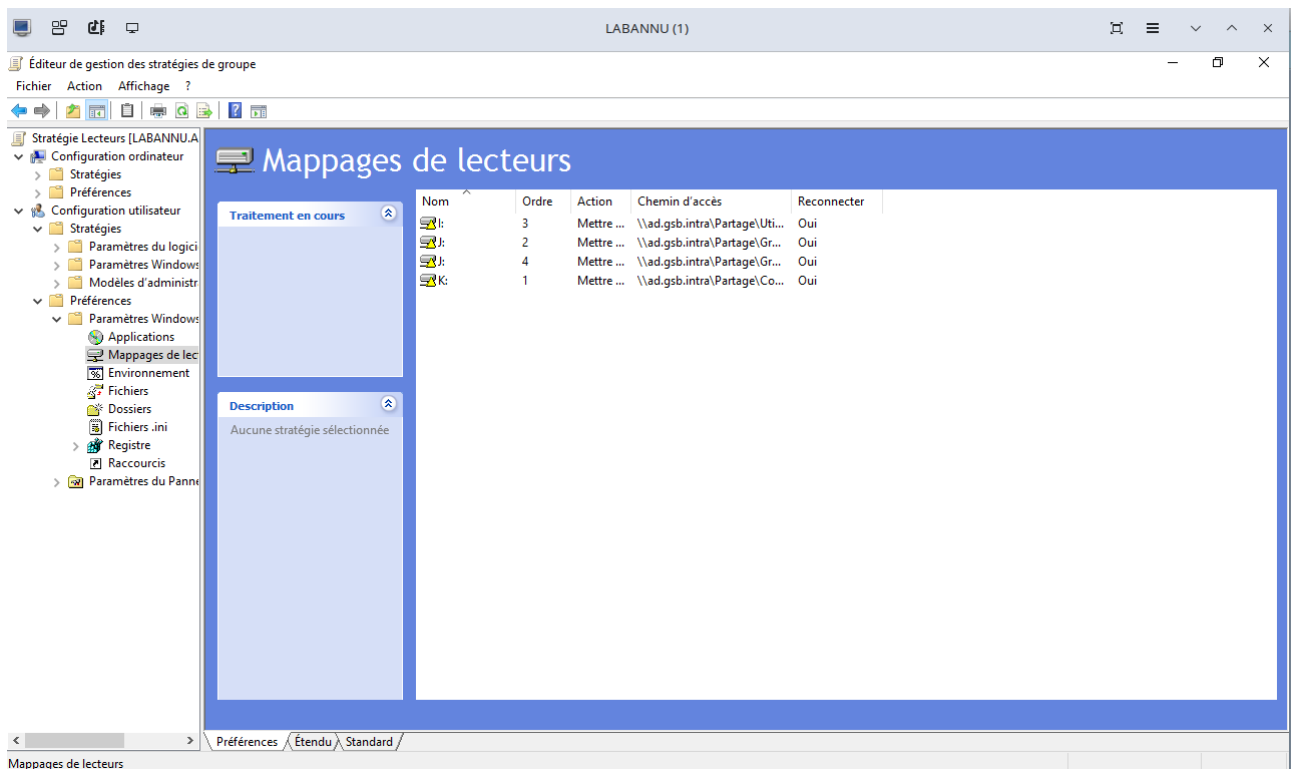 LABANNU (1)
Éditeur de gestion des stratégies de groupe
Fichier Action Affichage ?
Stratégie Lecteurs [LABANNU.A
Configuration ordinateur
Stratégies
Préférences
Configuration utilisateur
Stratégies
Paramètres du logici
Paramètres Windows
Modèles d'administr
Préférences
Paramètres Windows
Applications
Mappages de lec
Environnement
Fichiers
Dossiers
Fichiers .ini
Registre
Raccourcis
Paramètres du Panne
Mappages de lecteurs
Traitement en cours
Description
Aucune stratégie sélectionnée
Nom Ordre Action Chemin d'accès Reconnecter
I: 3 Mettre ... \\ad.gsb.intra\Partage\Uti... Oui
J: 2 Mettre ... \\ad.gsb.intra\Partage\Gr... Oui
J: 4 Mettre ... \\ad.gsb.intra\Partage\Gr... Oui
K: 1 Mettre ... \\ad.gsb.intra\Partage\Co... Oui
Préférences Étendu Standard
Mappages de lecteurs